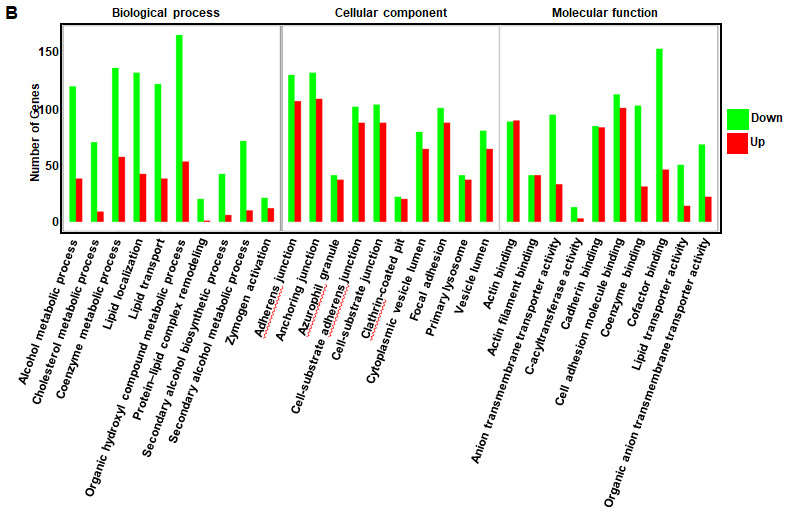 B
Biological process
Cellular component
Molecular function
Number of Genes
150
100
50
0
Down
Up
Alcohol metabolic process
Cholesterol metabolic process
Coenzyme metabolic process
Lipid localization
Lipid transport
Organic hydroxyl compound metabolic process
Protein–lipid complex remodeling
Secondary alcohol biosynthetic process
Secondary alcohol metabolic process
Zymogen activation
Adherens junction
Anchoring junction
Azurophil granule
Cell-substrate adherens junction
Cell-substrate junction
Clathrin-coated pit
Cytoplasmic vesicle lumen
Focal adhesion
Primary lysosome
Vesicle lumen
Actin binding
Actin filament binding
Anion transmembrane transporter activity
C-acyltransferase activity
Cadherin binding
Cell adhesion molecule binding
Coenzyme binding
Cofactor binding
Lipid transporter activity
Organic anion transmembrane transporter activity